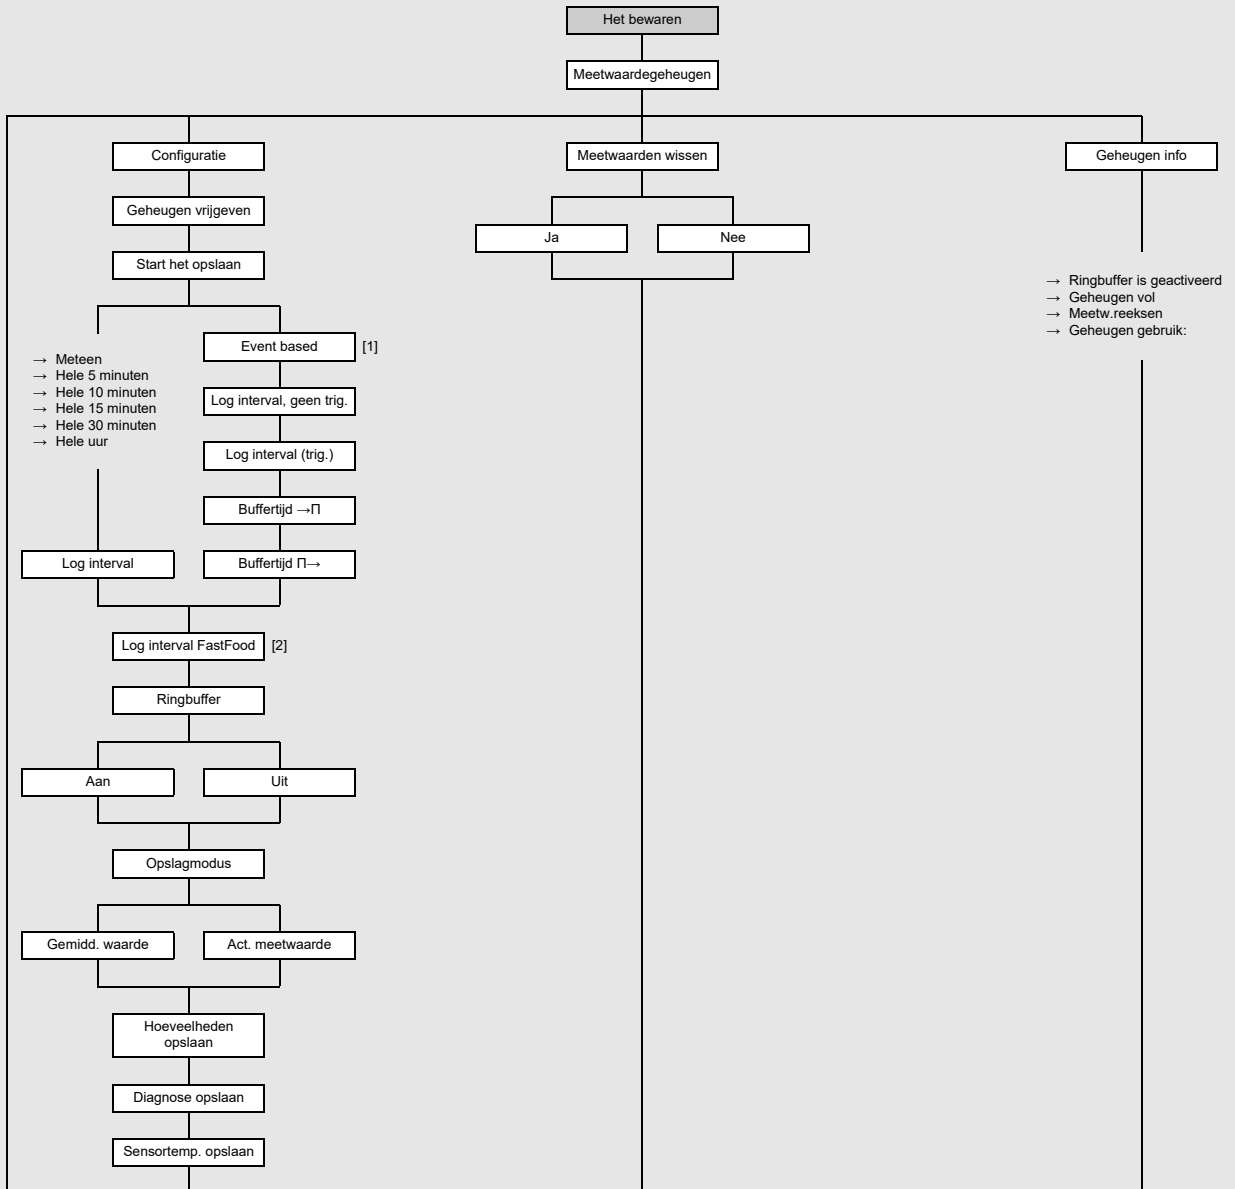 Het bewaren
Meetwaardegeheugen
Configuratie
Meetwaarden wissen
Geheugen info
Geheugen vrijgeven
Ja
Nee
Start het opslaan
→ Ringbuffer is geactiveerd
→ Geheugen vol
→ Meetw.reeksen
→ Geheugen gebruik:
→ Meteen
→ Hele 5 minuten
→ Hele 10 minuten
→ Hele 15 minuten
→ Hele 30 minuten
→ Hele uur
Event based [1]
Log interval, geen trig.
Log interval (trig.)
Buffertijd →Π
Log interval
Buffertijd Π→
Log interval FastFood [2]
Ringbuffer
Aan
Uit
Opslagmodus
Gemidd. waarde
Act. meetwaarde
Hoeveelheden
opslaan
Diagnose opslaan
Sensortemp. opslaan